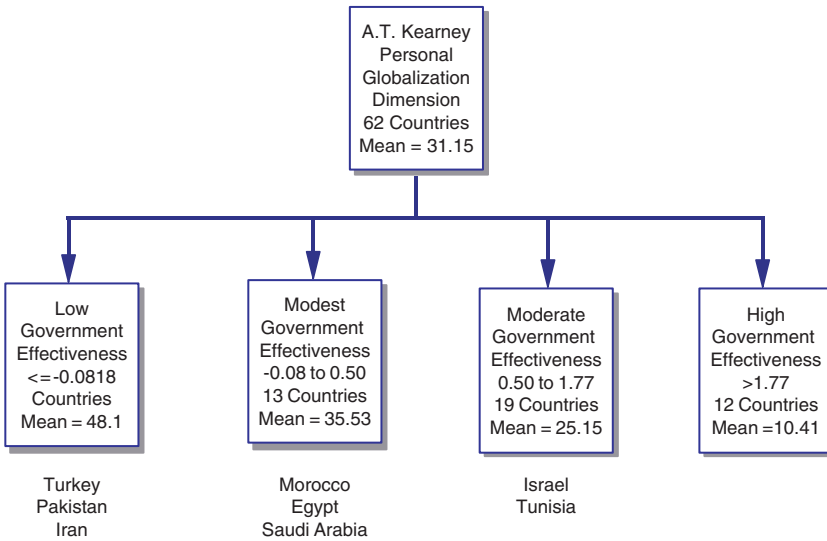 A.T. Kearney
Personal
Globalization
Dimension
62 Countries
Mean = 31.15
Low
Government
Effectiveness
<=-0.0818
Countries
Mean = 48.1
Modest
Government
Effectiveness
-0.08 to 0.50
13 Countries
Mean = 35.53
Moderate
Government
Effectiveness
0.50 to 1.77
19 Countries
Mean = 25.15
High
Government
Effectiveness
>1.77
12 Countries
Mean =10.41
Turkey
Pakistan
Iran
Morocco
Egypt
Saudi Arabia
Israel
Tunisia